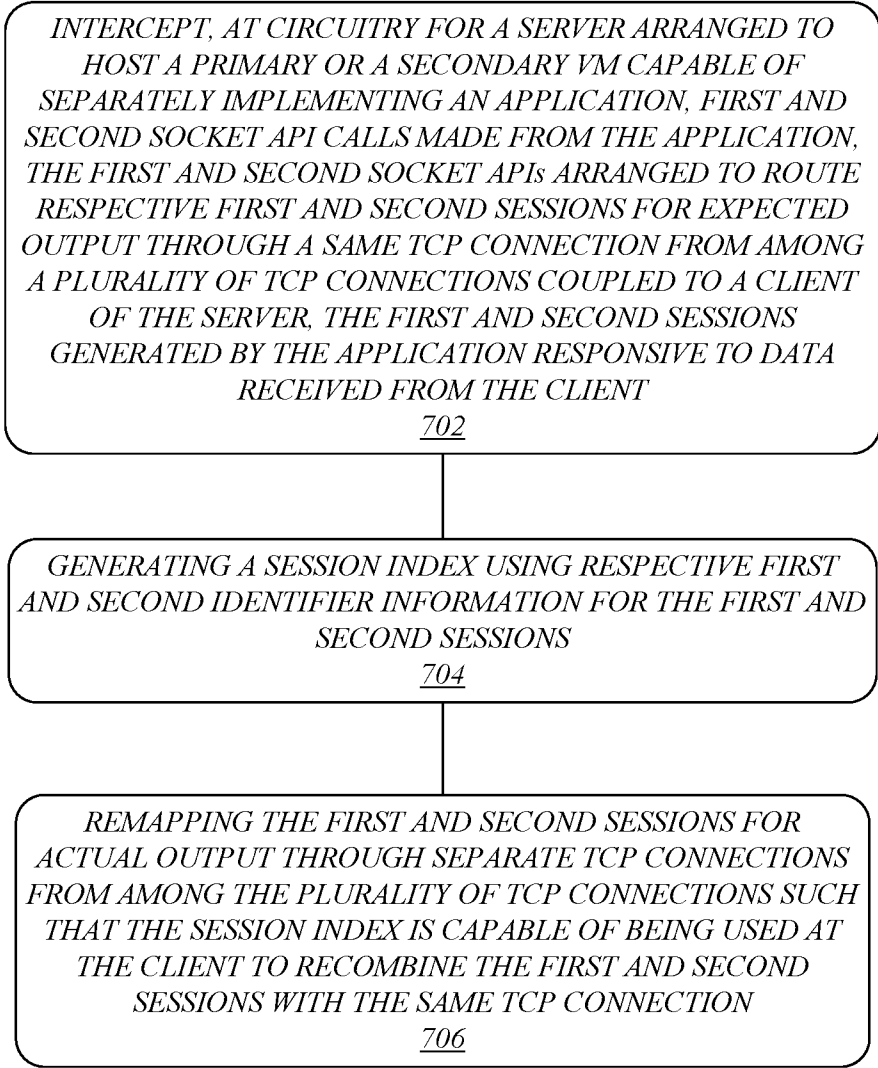 INTERCEPT, AT CIRCUITRY FOR A SERVER ARRANGED TO
HOST A PRIMARY OR A SECONDARY VM CAPABLE OF
SEPARATELY IMPLEMENTING AN APPLICATION, FIRST AND
SECOND SOCKET API CALLS MADE FROM THE APPLICATION,
THE FIRST AND SECOND SOCKET APIs ARRANGED TO ROUTE
RESPECTIVE FIRST AND SECOND SESSIONS FOR EXPECTED
OUTPUT THROUGH A SAME TCP CONNECTION FROM AMONG
A PLURALITY OF TCP CONNECTIONS COUPLED TO A CLIENT
OF THE SERVER, THE FIRST AND SECOND SESSIONS
GENERATED BY THE APPLICATION RESPONSIVE TO DATA
RECEIVED FROM THE CLIENT
702
GENERATING A SESSION INDEX USING RESPECTIVE FIRST
AND SECOND IDENTIFIER INFORMATION FOR THE FIRST AND
SECOND SESSIONS
704
REMAPPING THE FIRST AND SECOND SESSIONS FOR
ACTUAL OUTPUT THROUGH SEPARATE TCP CONNECTIONS
FROM AMONG THE PLURALITY OF TCP CONNECTIONS SUCH
THAT THE SESSION INDEX IS CAPABLE OF BEING USED AT
THE CLIENT TO RECOMBINE THE FIRST AND SECOND
SESSIONS WITH THE SAME TCP CONNECTION
706